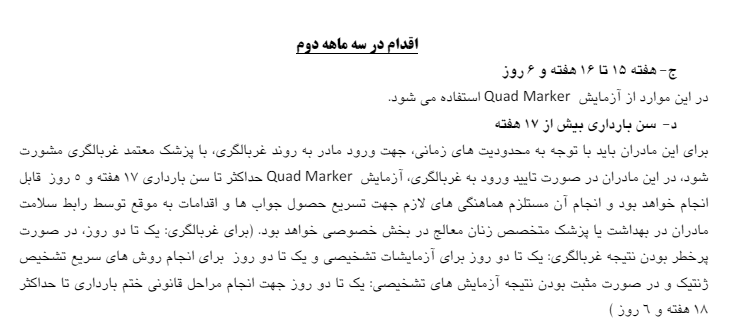 اقدام در سه ماهه دوم
ج- هفته ۱۵ تا ۱۶ هفته و ۶ روز
در این موارد از آزمایش Quad Marker استفاده می شود.
د- سن بارداری بیش از ۱۷ هفته
برای این مادران باید با توجه به محدودیت های زمانی، جهت ورود مادر به روند غربالگری، با پزشک معتمد غربالگری مشورت
شود، در این مادران در صورت تایید ورود به غربالگری، آزمایش Quad Marker حداکثر تا سن بارداری ۱۷ هفته و ۵ روز قابل
انجام خواهد بود و انجام آن مستلزم هماهنگی های لازم جهت تسریع حصول جواب ها و اقدامات به موقع توسط رابط سلامت
مادران در بهداشت یا پزشک متخصص زنان معالج در بخش خصوصی خواهد بود. (برای غربالگری: یک تا دو روز، در صورت
پرخطر بودن نتیجه غربالگری: یک تا دو روز برای آزمایشات تشخیصی و یک تا دو روز برای انجام روش های سریع تشخیص
ژنتیک و در صورت مثبت بودن نتیجه آزمایش های تشخیصی: یک تا دو روز جهت انجام مراحل قانونی ختم بارداری تا حداکثر
۱۸ هفته و ٦ روز )